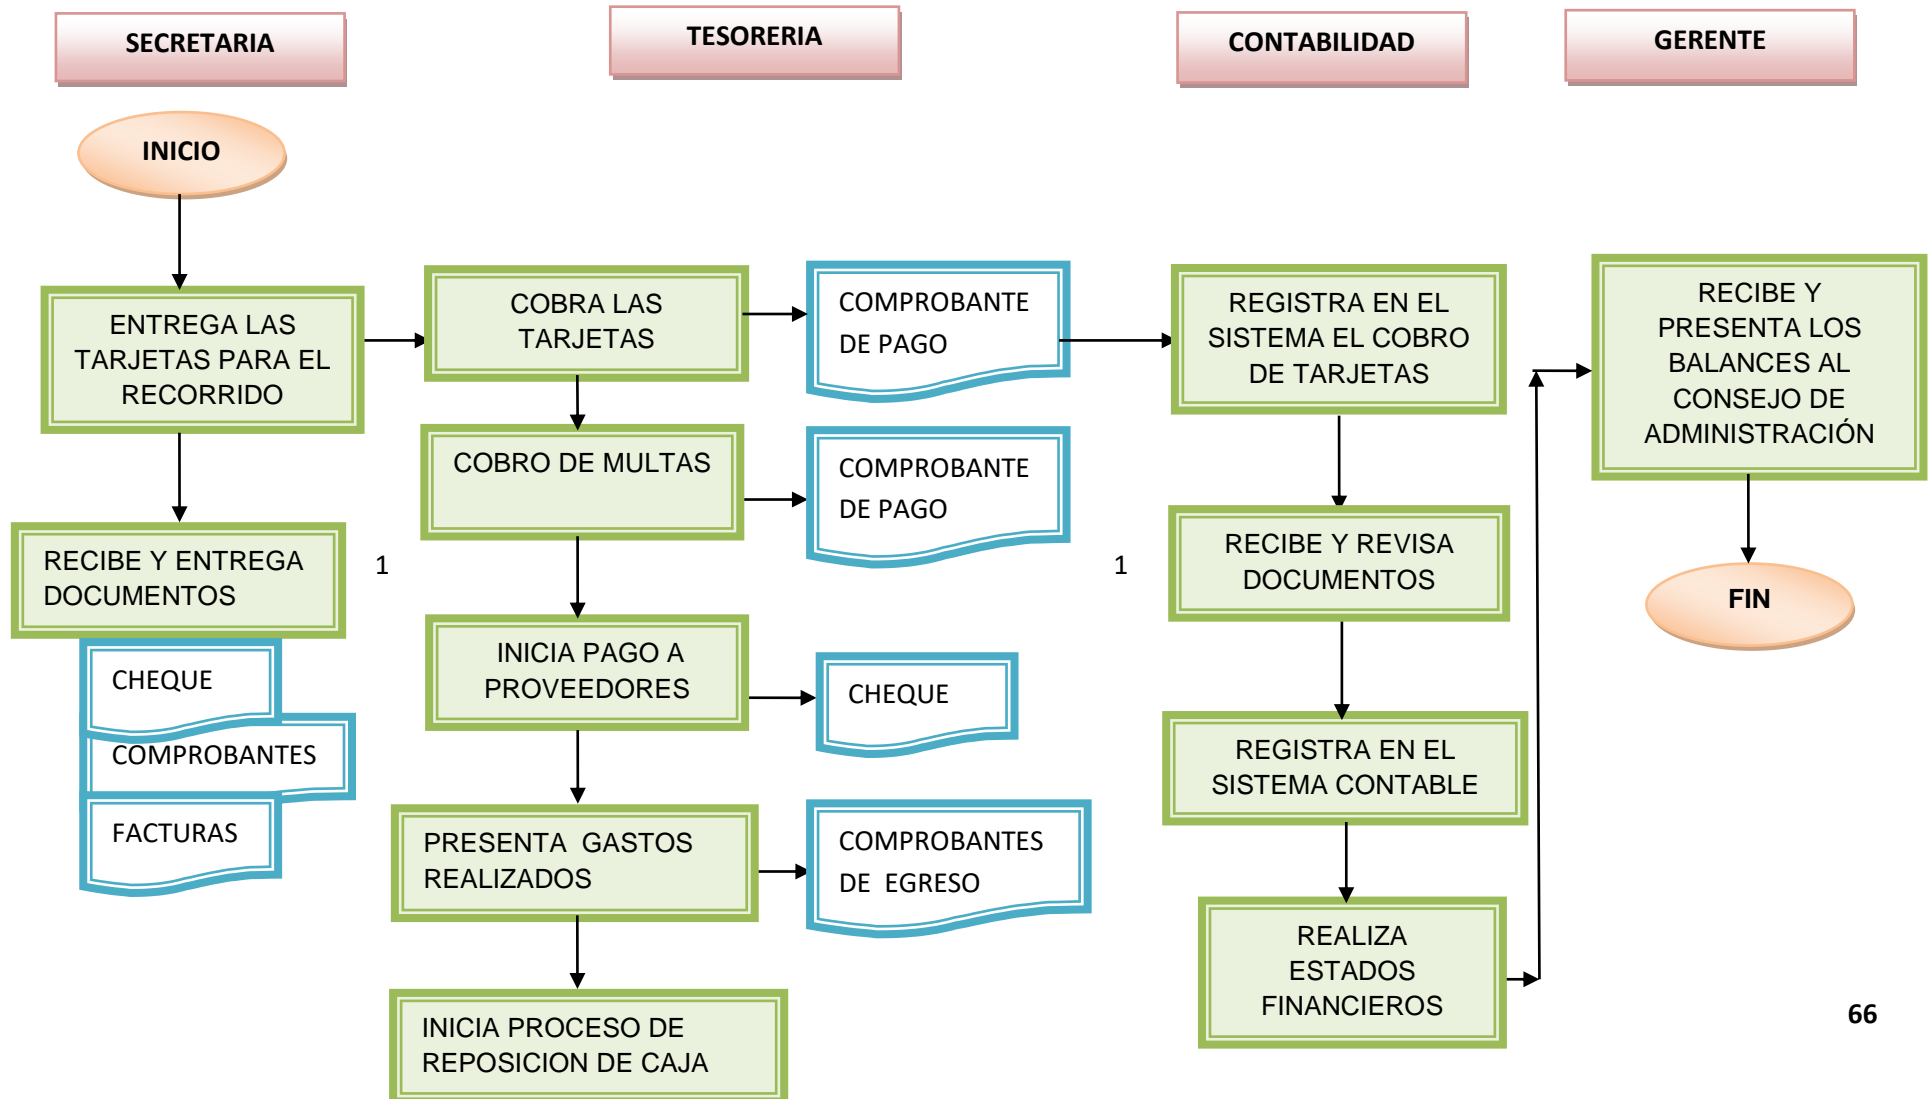 SECRETARIA
TESORERIA
CONTABILIDAD
GERENTE
INICIO
ENTREGA LAS
TARJETAS PARA EL
RECORRIDO
RECIBE Y ENTREGA
DOCUMENTOS
1
CHEQUE
COMPROBANTES
FACTURAS
COBRA LAS
TARJETAS
COMPROBANTE
DE PAGO
COBRO DE MULTAS
COMPROBANTE
DE PAGO
INICIA PAGO A
PROVEEDORES
CHEQUE
PRESENTA GASTOS
REALIZADOS
COMPROBANTES
DE EGRESO
INICIA PROCESO DE
REPOSICION DE CAJA
REGISTRA EN EL
SISTEMA EL COBRO
DE TARJETAS
1
RECIBE Y REVISA
DOCUMENTOS
REGISTRA EN EL
SISTEMA CONTABLE
REALIZA
ESTADOS
FINANCIEROS
RECIBE Y
PRESENTA LOS
BALANCES AL
CONSEJO DE
ADMINISTRACIÓN
FIN
66